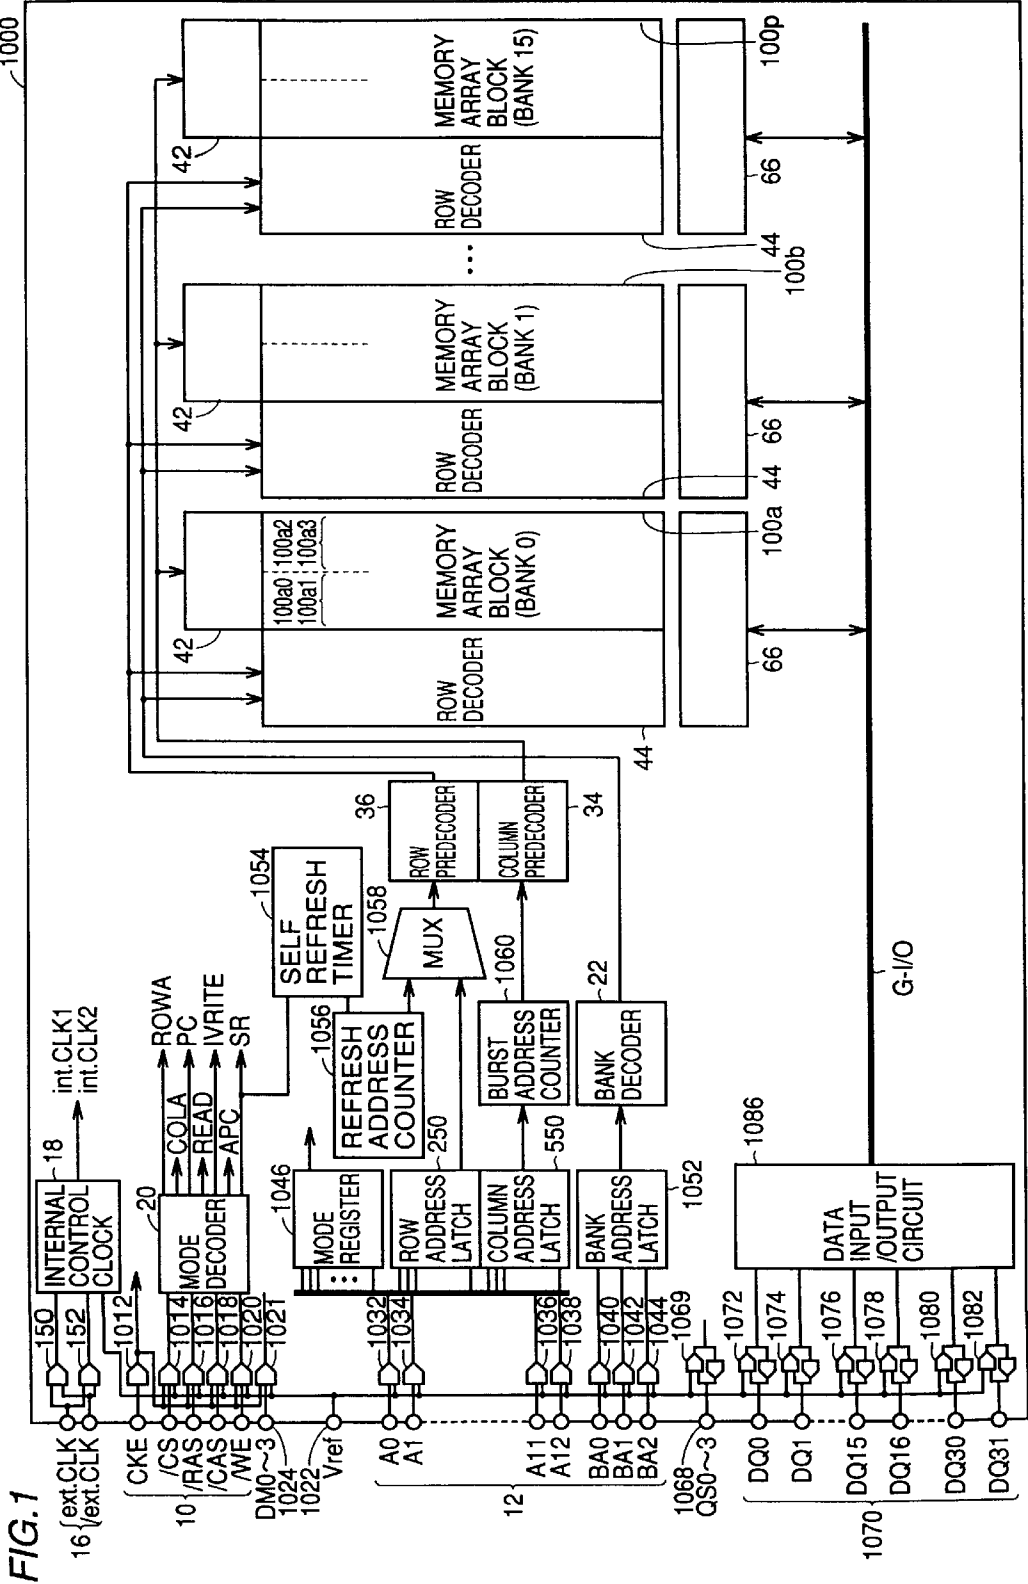 FIG.1
1000
16
ext.CLK
/ext.CLK
150
152
INTERNAL
CONTROL
CLOCK
18
int.CLK1
int.CLK2
CKE
1012
10
/CS
/RAS
/CAS
/WE
1014
1016
1018
1020
MODE
DECODER
20
ROWA
COLA
PC
READ
IVRITE
APC
SR
DM0~3
1024
1021
1022
Vref
SELF
REFRESH
TIMER
1054
1056
REFRESH
ADDRESS
COUNTER
1046
MODE
REGISTER
12
A0
A1
A11
A12
BA0
BA1
BA2
1032
1034
1036
1038
1040
1042
1044
ROW
ADDRESS
LATCH
250
COLUMN
ADDRESS
LATCH
550
BANK
ADDRESS
LATCH
1052
MUX
1058
BURST
ADDRESS
COUNTER
1060
BANK
DECODER
22
ROW
PREDECODER
36
COLUMN
PREDECODER
34
1068
QS0~3
1069
1070
DQ0
DQ1
DQ15
DQ16
DQ30
DQ31
1072
1074
1076
1078
1080
1082
DATA
INPUT
/OUTPUT
CIRCUIT
1086
G-I/O
42
44
ROW
DECODER
100a0
100a1
100a2
100a3
MEMORY
ARRAY
BLOCK
(BANK 0)
100a
66
42
44
ROW
DECODER
MEMORY
ARRAY
BLOCK
(BANK 1)
100b
66
42
44
ROW
DECODER
MEMORY
ARRAY
BLOCK
(BANK 15)
100p
66